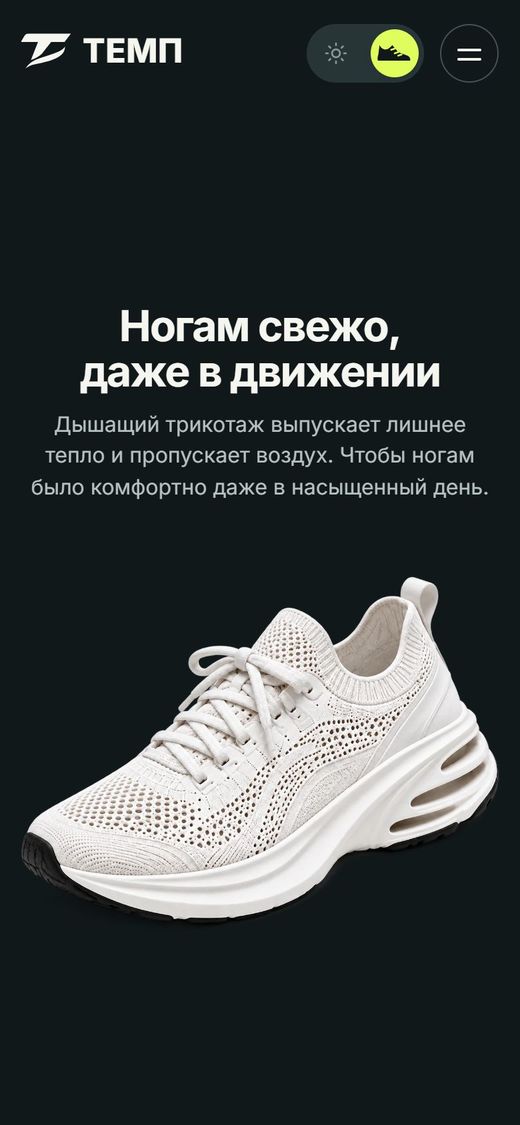 ТЕМП
Ногам свежо,
даже в движении
Дышащий трикотаж выпускает лишнее
тепло и пропускает воздух. Чтобы ногам
было комфортно даже в насыщенный день.